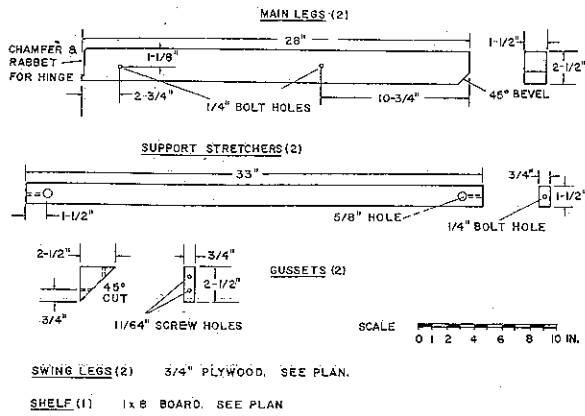 MAIN LEGS (2)
28"
CHAMFER &
RABBET
FOR HINGE
1-1/8"
2-3/4"
1/4" BOLT HOLES
10-3/4"
45° BEVEL
1-1/2"
2-1/2"
SUPPORT STRETCHERS (2)
33"
1-1/2"
5/8" HOLE
3/4"
1-1/2"
1/4" BOLT HOLE
2-1/2"
45°
CUT
3/4"
3/4"
2-1/2"
GUSSETS (2)
11/64" SCREW HOLES
SCALE
0 1 2 4 6 8 10 IN.
SWING LEGS (2) 3/4" PLYWOOD. SEE PLAN.
SHELF (1) 1x8 BOARD. SEE PLAN